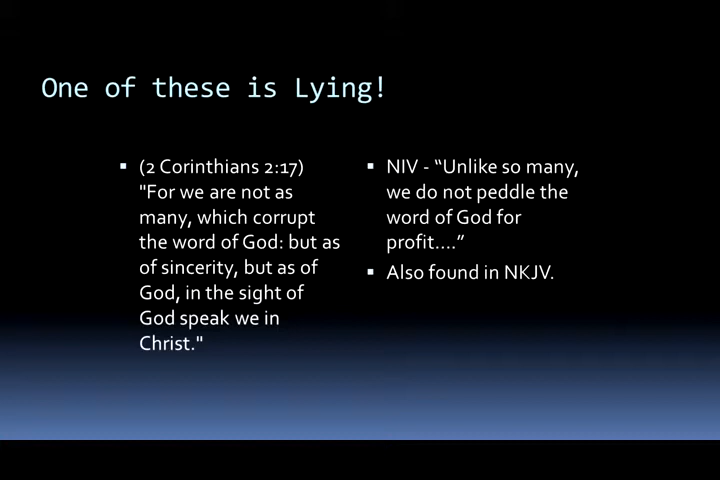 One of these is Lying!
▪ (2 Corinthians 2:17)
"For we are not as
many, which corrupt
the word of God: but as
of sincerity, but as of
God, in the sight of
God speak we in
Christ."
▪ NIV - “Unlike so many,
we do not peddle the
word of God for
profit….”
▪ Also found in NKJV.